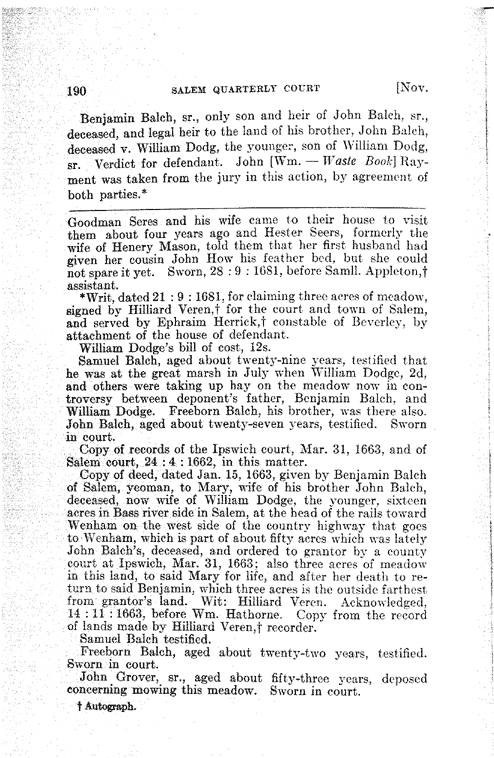 190 SALEM QUARTERLY COURT [Nov.
Benjamin Balch, sr., only son and heir of John Balch, sr.,
deceased, and legal heir to the land of his brother, John Balch,
deceased v. William Dodg, the younger, son of William Dodg,
sr. Verdict for defendant. John [Wm. — Waste Book] Ray-
ment was taken from the jury in this action, by agreement of
both parties.*
Goodman Seres and his wife came to their house to visit
them about four years ago and Hester Seers, formerly the
wife of Henery Mason, told them that her first husband had
given her cousin John How his feather bed, but she could
not spare it yet. Sworn, 28 : 9 : 1681, before Samll. Appleton,†
assistant.
*Writ, dated 21 : 9 : 1681, for claiming three acres of meadow,
signed by Hilliard Veren,† for the court and town of Salem,
and served by Ephraim Herrick,† constable of Beverley, by
attachment of the house of defendant.
William Dodge's bill of cost, 12s.
Samuel Balch, aged about twenty-nine years, testified that
he was at the great marsh in July when William Dodge, 2d,
and others were taking up hay on the meadow now in con-
troversy between deponent's father, Benjamin Balch, and
William Dodge. Freeborn Balch, his brother, was there also.
John Balch, aged about twenty-seven years, testified. Sworn
in court.
Copy of records of the Ipswich court, Mar. 31, 1663, and of
Salem court, 24 : 4 : 1662, in this matter.
Copy of deed, dated Jan. 15, 1663, given by Benjamin Balch
of Salem, yeoman, to Mary, wife of his brother John Balch,
deceased, now wife of William Dodge, the younger, sixteen
acres in Bass river side in Salem, at the head of the rails toward
Wenham on the west side of the country highway that goes
to Wenham, which is part of about fifty acres which was lately
John Balch's, deceased, and ordered to grantor by a county
court at Ipswich, Mar. 31, 1663; also three acres of meadow
in this land, to said Mary for life, and after her death to re-
turn to said Benjamin, which three acres is the outside farthest
from grantor's land. Wit: Hilliard Veren. Acknowledged,
14 : 11 : 1663, before Wm. Hathorne. Copy from the record
of lands made by Hilliard Veren,† recorder.
Samuel Balch testified.
Freeborn Balch, aged about twenty-two years, testified.
Sworn in court.
John Grover, sr., aged about fifty-three years, deposed
concerning mowing this meadow. Sworn in court.
† Autograph.